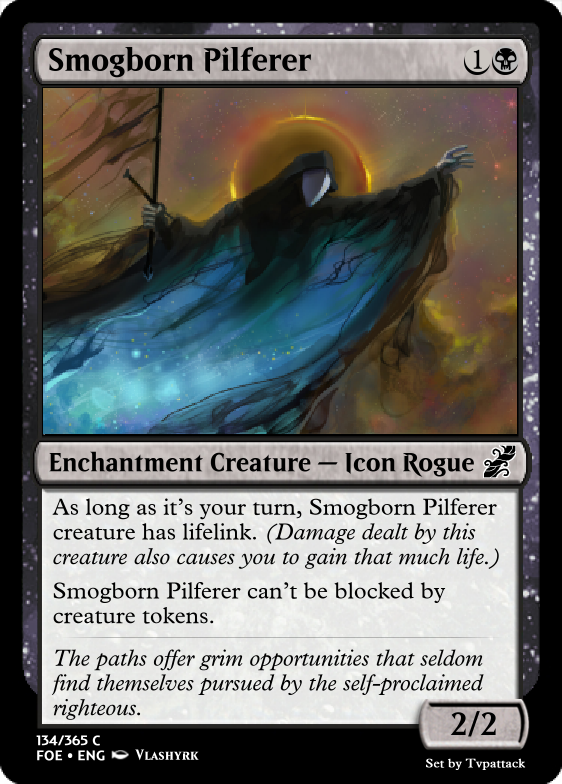 Smogborn Pilferer
1
Enchantment Creature — Icon Rogue
As long as it's your turn, Smogborn Pilferer
creature has lifelink. (Damage dealt by this
creature also causes you to gain that much life.)
Smogborn Pilferer can't be blocked by
creature tokens.
The paths offer grim opportunities that seldom
find themselves pursued by the self-proclaimed
righteous.
2/2
134/365 C
FOE • ENG Vlashyrk
Set by Tvpattack